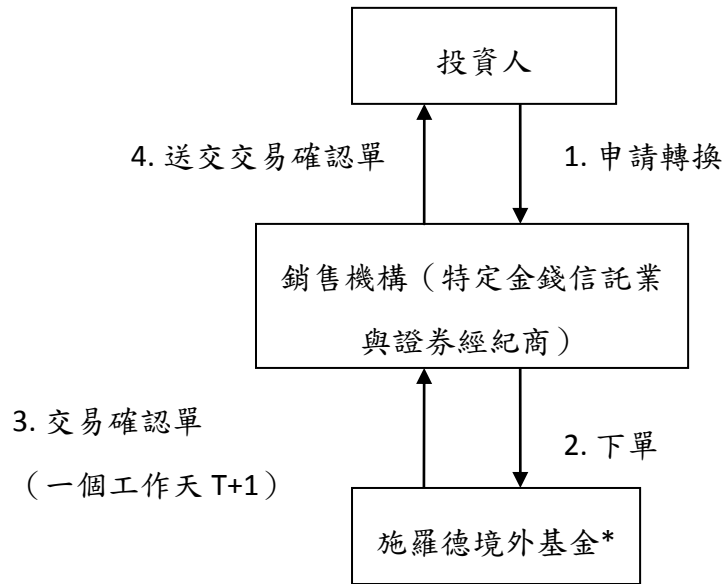 投資人
4. 送交交易確認單
1. 申請轉換
銷售機構（特定金錢信託業
與證券經紀商）
3. 交易確認單
（一個工作天 T+1）
2. 下單
施羅德境外基金*